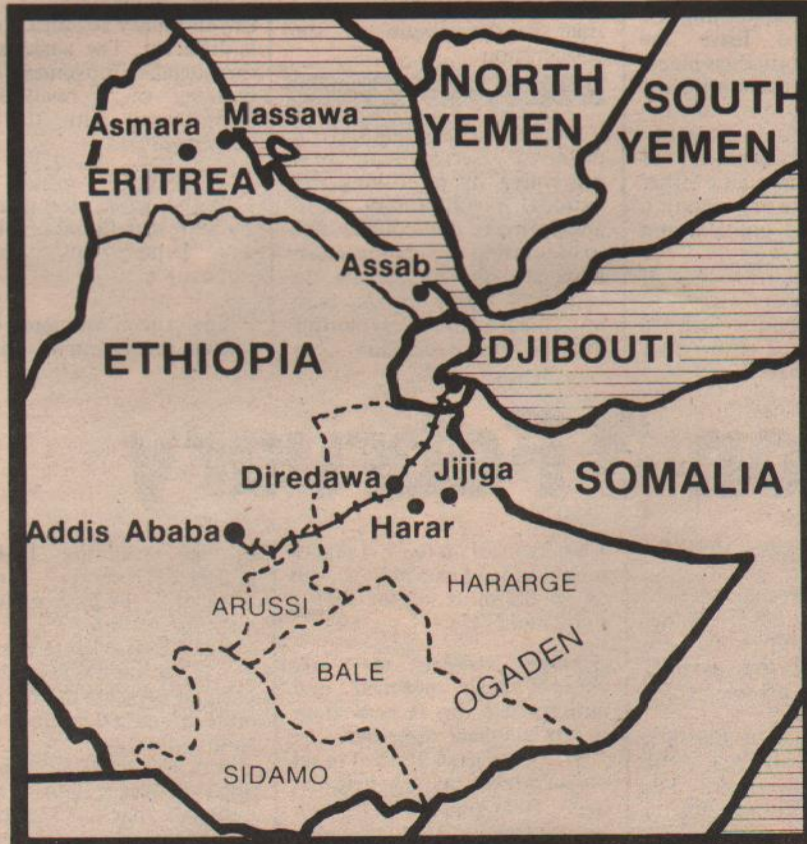 NORTH
YEMEN
SOUTH
YEMEN
Asmara
Massawa
ERITREA
Assab
ETHIOPIA
DJIBOUTI
Diredawa
Jijiga
SOMALIA
Addis Ababa
Harar
ARUSSI
HARARGE
BALE
OGADEN
SIDAMO